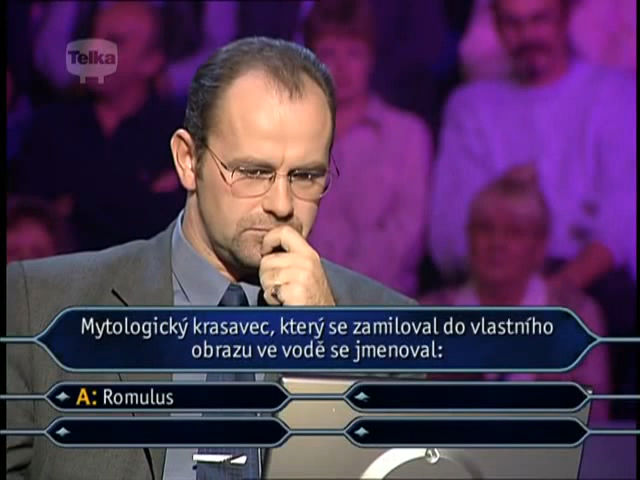 Telka
Mytologický krasavec, který se zamiloval do vlastního
obrazu ve vodě se jmenoval:
A: Romulus